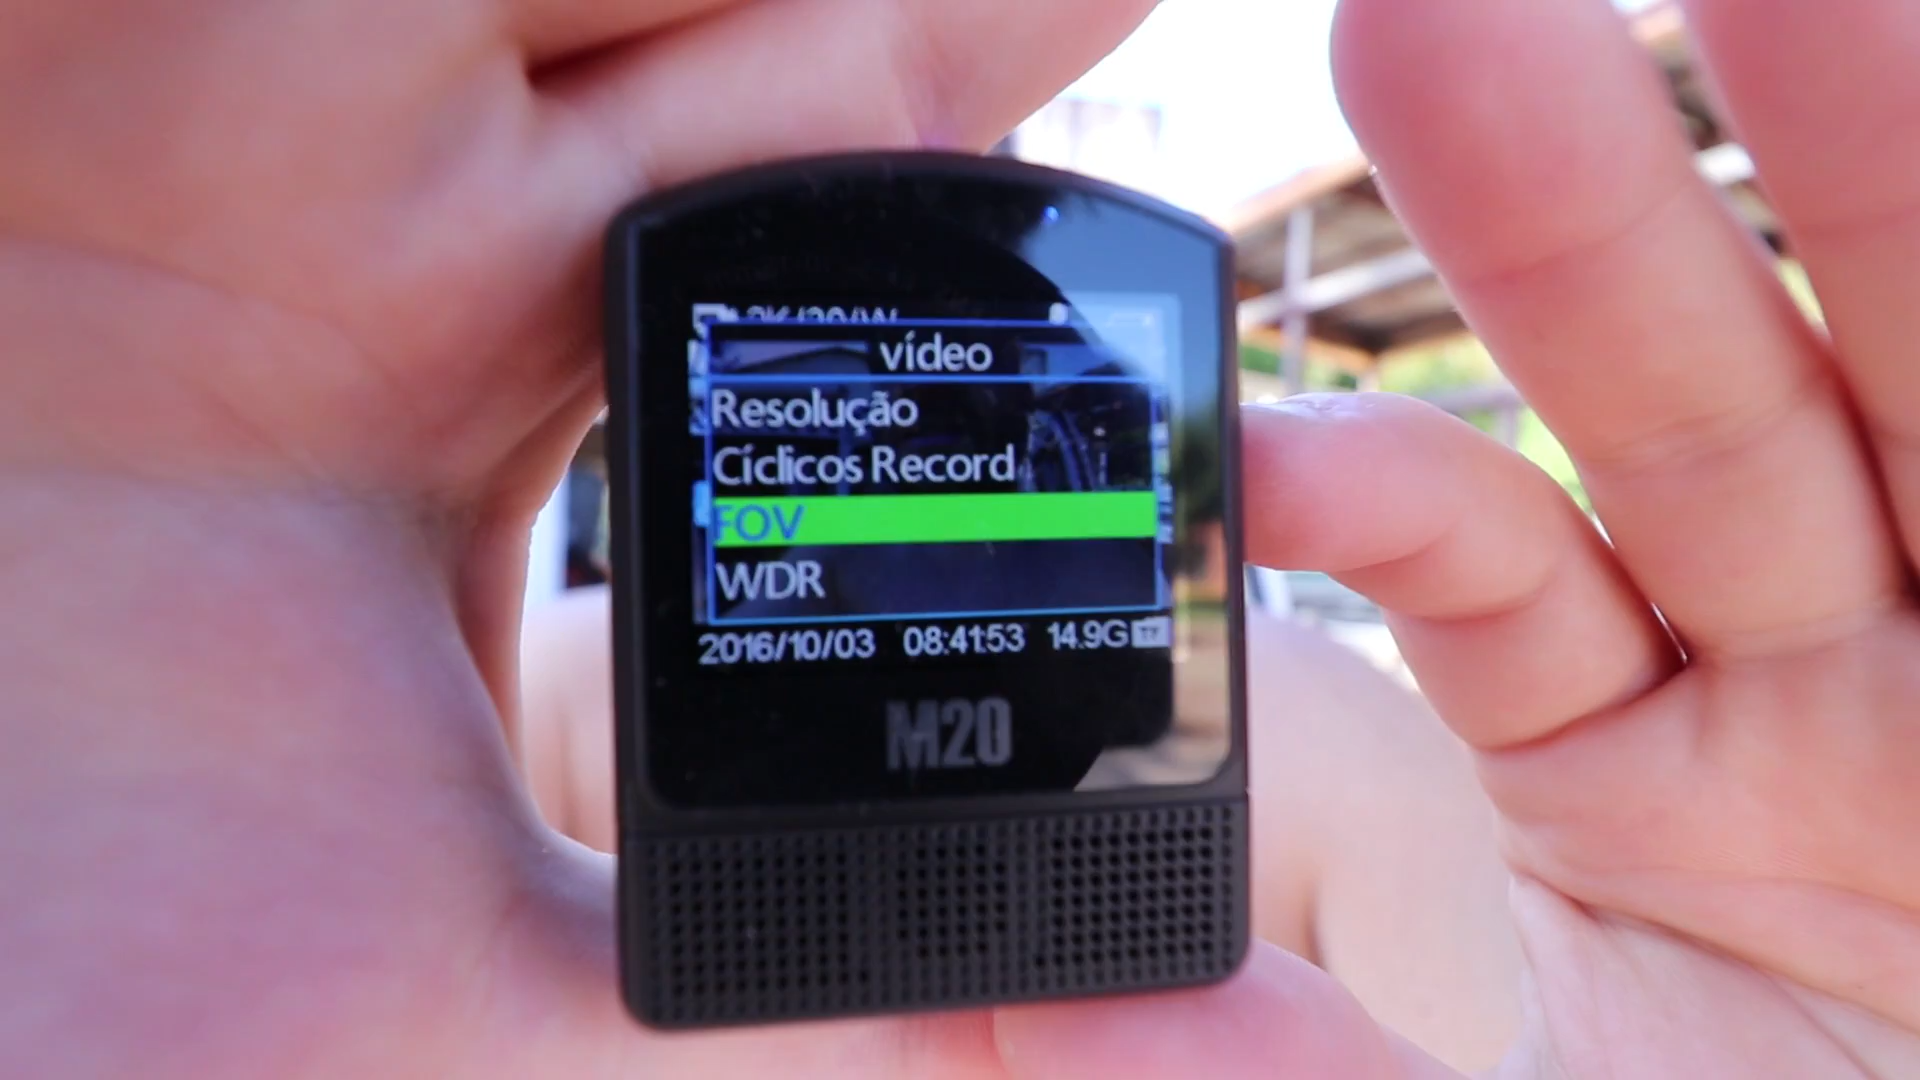 vídeo
Resolução
Cíclicos Record
FOV
WDR
2016/10/03 08:41:53 14.9G
M20